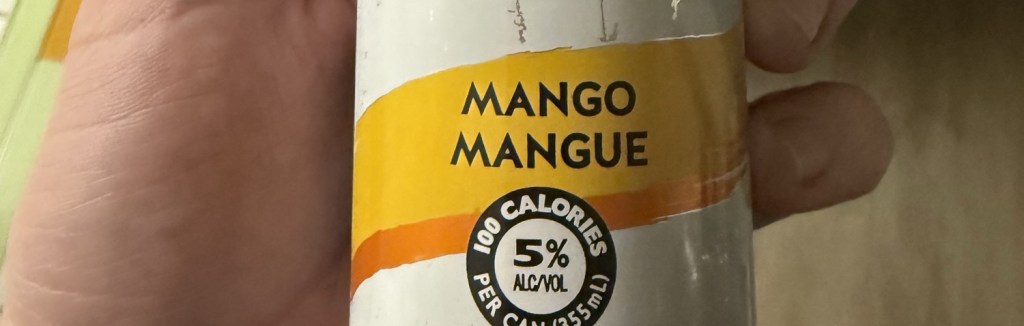 MANGO
MANGUE
100 CALORIES
5%
ALC/VOL
PER CAN (355 mL)